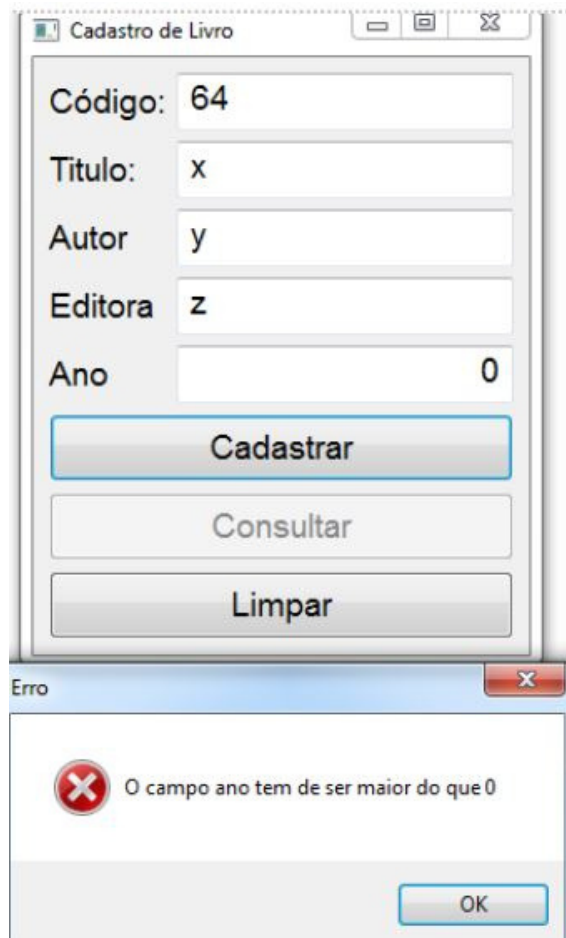 Cadastro de Livro
Código: 64
Titulo: x
Autor y
Editora z
Ano 0
Cadastrar
Consultar
Limpar
Erro
O campo ano tem de ser maior do que 0
OK